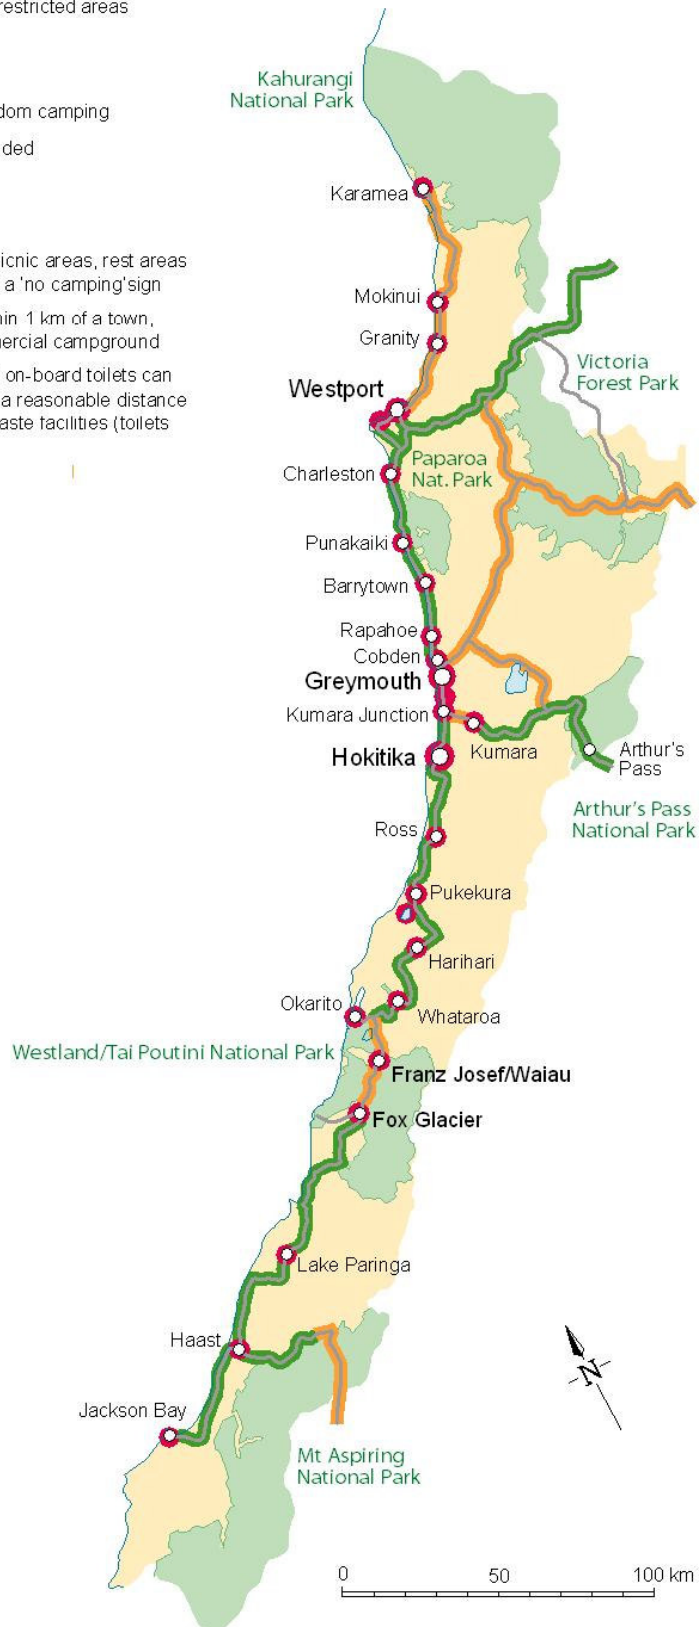 restricted areas
dom camping
ded
icnic areas, rest areas
a 'no camping'sign
in 1 km of a town,
ercial campground
on-board toilets can
a reasonable distance
aste facilities (toilets
Kahurangi
National Park
Karamea
Mokinui
Granity
Westport
Victoria
Forest Park
Paparoa
Nat. Park
Charleston
Punakaiki
Barrytown
Rapahoe
Cobden
Greymouth
Kumara Junction
Kumara
Hokitika
Arthur's
Pass
Arthur's Pass
National Park
Ross
Pukekura
Harihari
Okarito
Whataroa
Westland/Tai Poutini National Park
Franz Josef/Waiau
Fox Glacier
Lake Paringa
Haast
Jackson Bay
N
Mt Aspiring
National Park
0 50 100 km